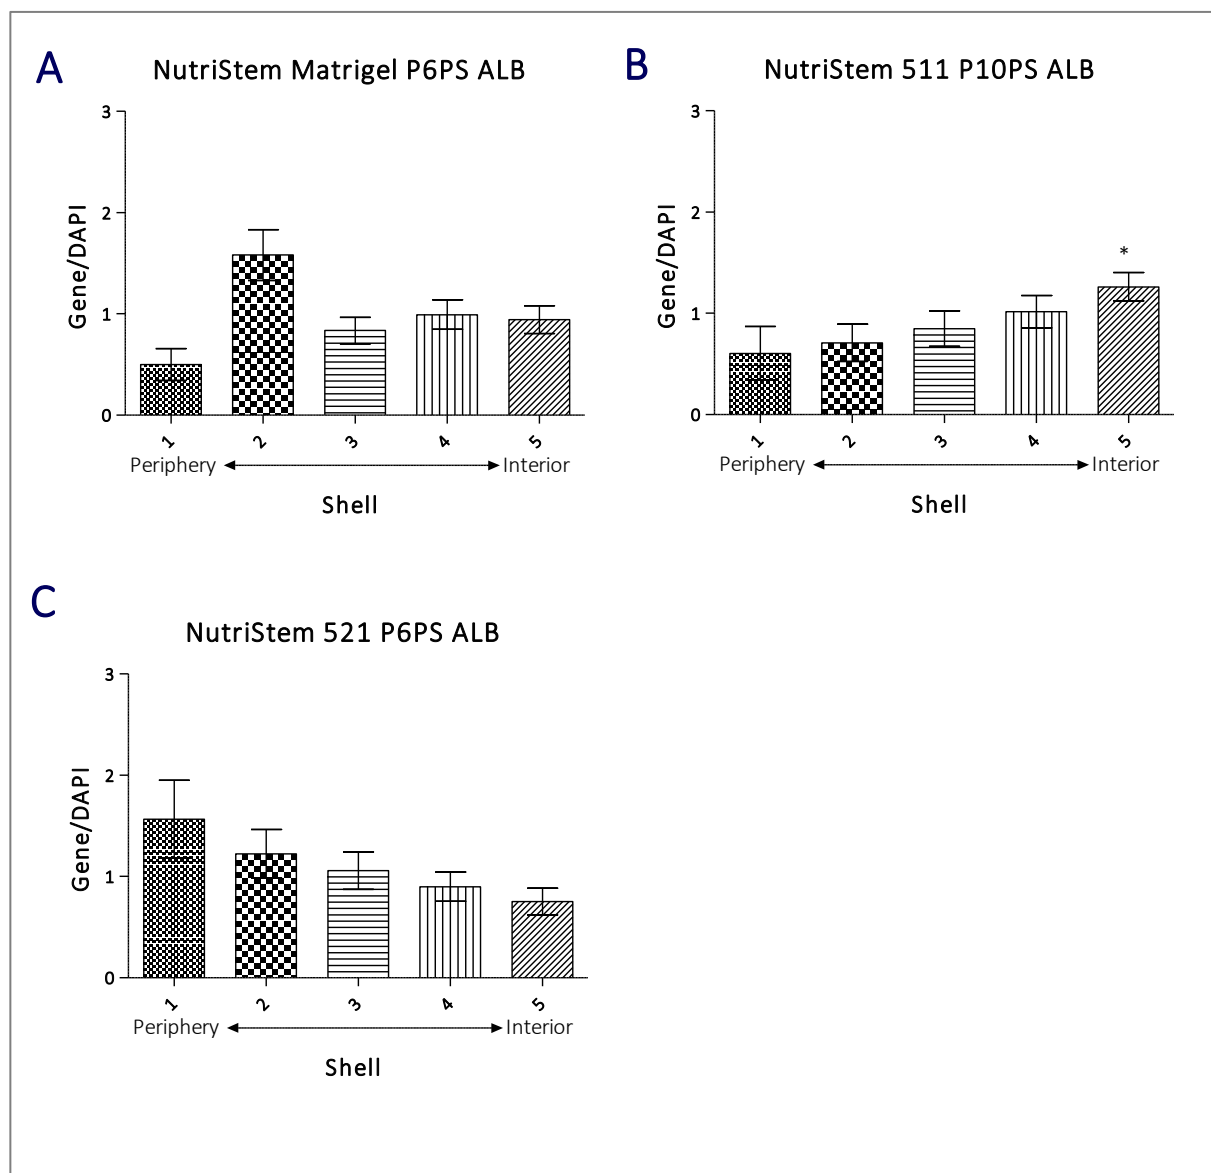 A
NutriStem Matrigel P6PS ALB
3
2
1
0
Gene/DAPI
1
2
3
4
5
Periphery
Interior
Shell
B
NutriStem 511 P10PS ALB
3
2
1
0
Gene/DAPI
*
1
2
3
4
5
Periphery
Interior
Shell
C
NutriStem 521 P6PS ALB
3
2
1
0
Gene/DAPI
1
2
3
4
5
Periphery
Interior
Shell